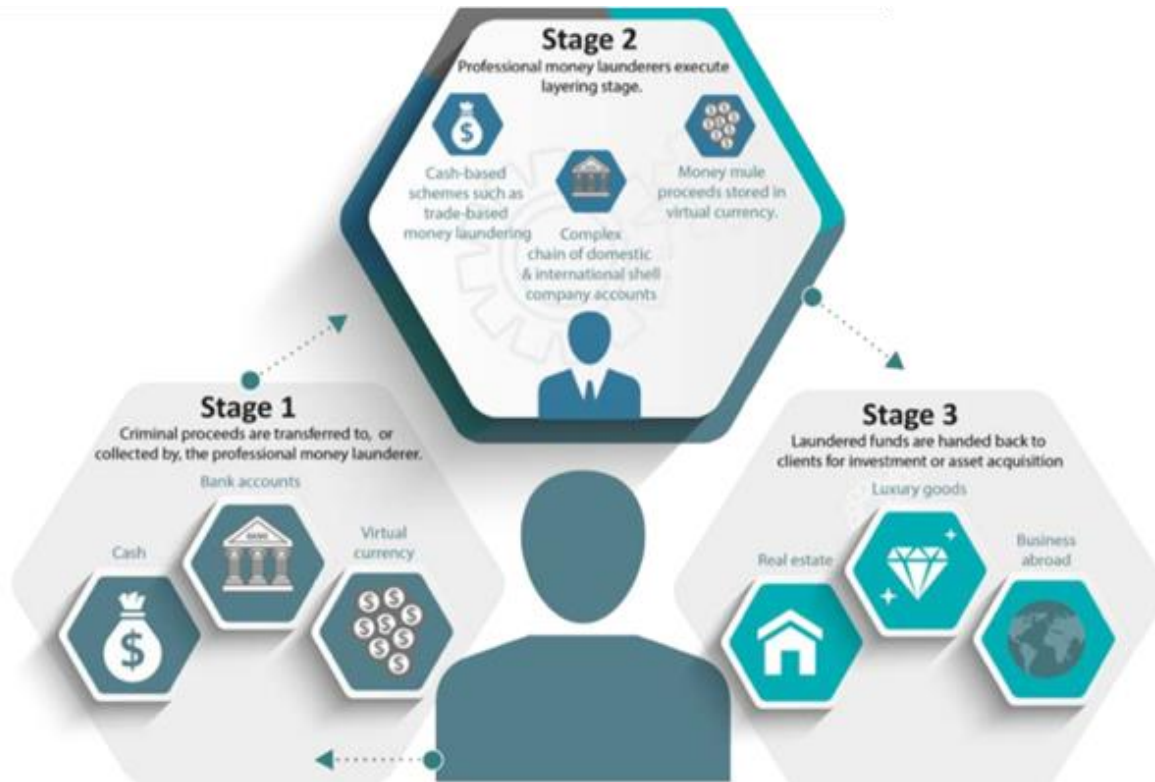 Stage 2
Professional money launderers execute
layering stage.
Cash-based
schemes such as
trade-based
money laundering
Complex
chain of domestic
& international shell
company accounts
Money mule
proceeds stored in
virtual currency.
Stage 1
Criminal proceeds are transferred to, or
collected by, the professional money launderer.
Cash
Bank accounts
BANK
Virtual
currency
Stage 3
Laundered funds are handed back to
clients for investment or asset acquisition
Real estate
Luxury goods
Business
abroad